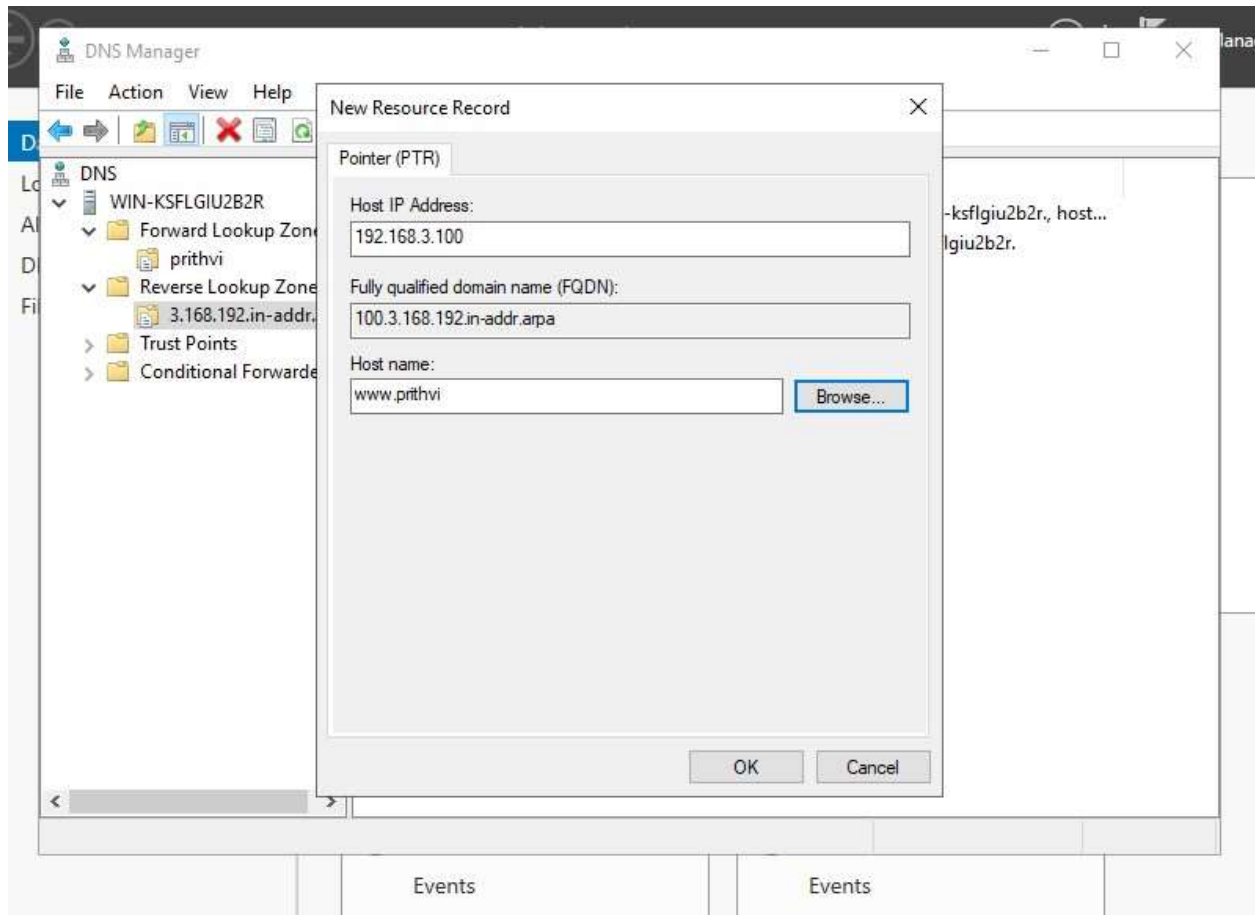 DNS Manager
File Action View Help
New Resource Record
Pointer (PTR)
DNS
WIN-KSFLGIU2B2R
Forward Lookup Zone
prithvi
Reverse Lookup Zone
3.168.192.in-addr.
Trust Points
Conditional Forwarde
Host IP Address:
192.168.3.100
Fully qualified domain name (FQDN):
100.3.168.192.in-addr.arpa
Host name:
www.prithvi
Browse...
OK Cancel
-ksflgiu2b2r., host...
lgiu2b2r.
Events Events